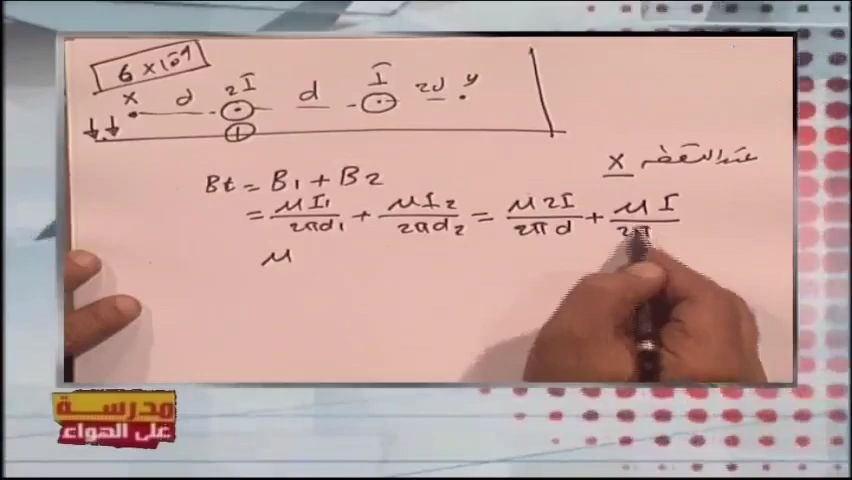 6 × 10⁻⁹
x d 2I d I 2d y
عند النقطة x
Bt = B1 + B2
= μI1 / 2πd1 + μI2 / 2πd2 = μ2I / 2πd + μI / 2π
μ
مدرسة
على الهواء